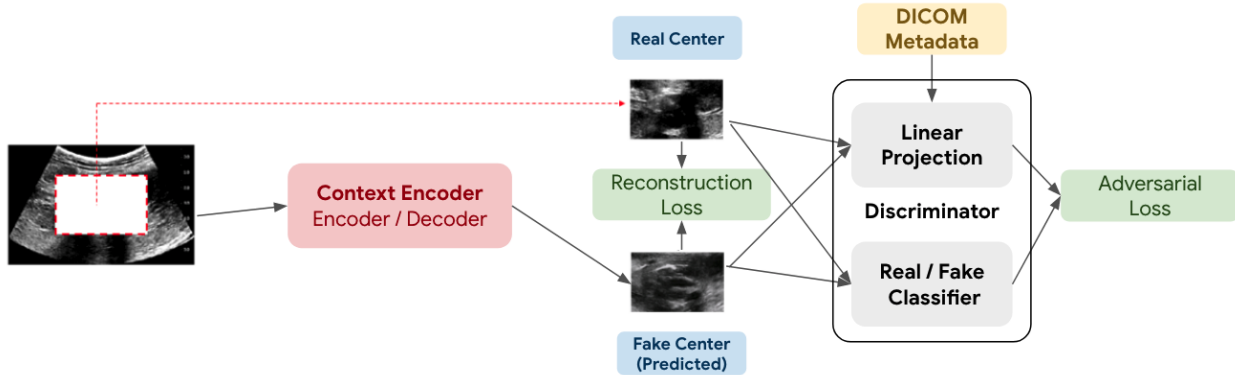 Real Center
DICOM
Metadata
Linear
Projection
Context Encoder
Encoder / Decoder
Reconstruction
Loss
Discriminator
Adversarial
Loss
Real / Fake
Classifier
Fake Center
(Predicted)